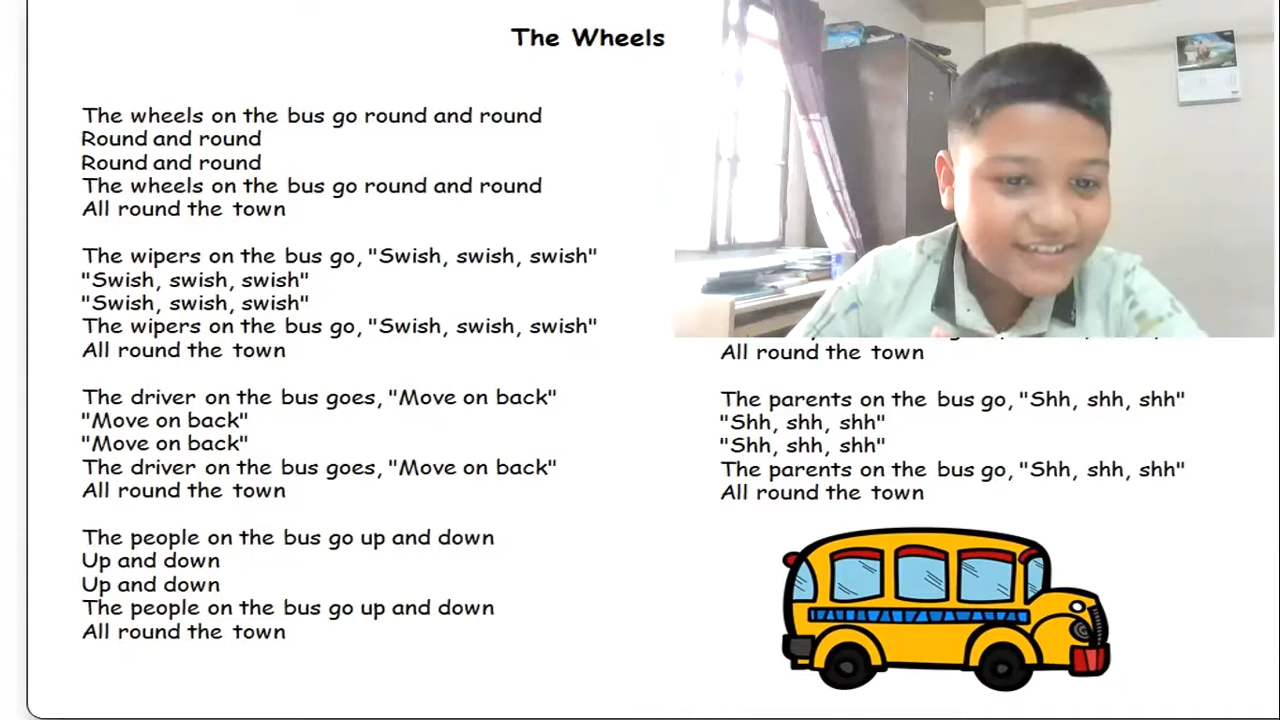 The Wheels
The wheels on the bus go round and round
Round and round
Round and round
The wheels on the bus go round and round
All round the town
The wipers on the bus go, "Swish, swish, swish"
"Swish, swish, swish"
"Swish, swish, swish"
The wipers on the bus go, "Swish, swish, swish"
All round the town
The driver on the bus goes, "Move on back"
"Move on back"
"Move on back"
The driver on the bus goes, "Move on back"
All round the town
The people on the bus go up and down
Up and down
Up and down
The people on the bus go up and down
All round the town
All round the town
The parents on the bus go, "Shh, shh, shh"
"Shh, shh, shh"
"Shh, shh, shh"
The parents on the bus go, "Shh, shh, shh"
All round the town